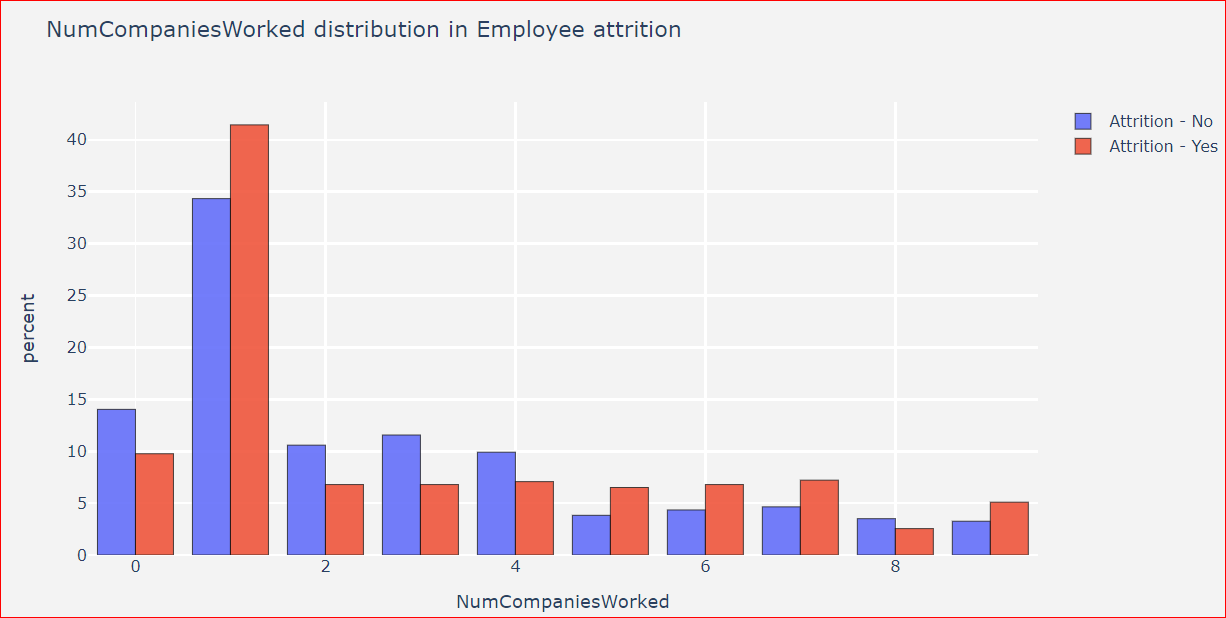 NumCompaniesWorked distribution in Employee attrition
Attrition - No
Attrition - Yes
40
35
30
25
20
15
10
5
0
percent
0 2 4 6 8
NumCompaniesWorked